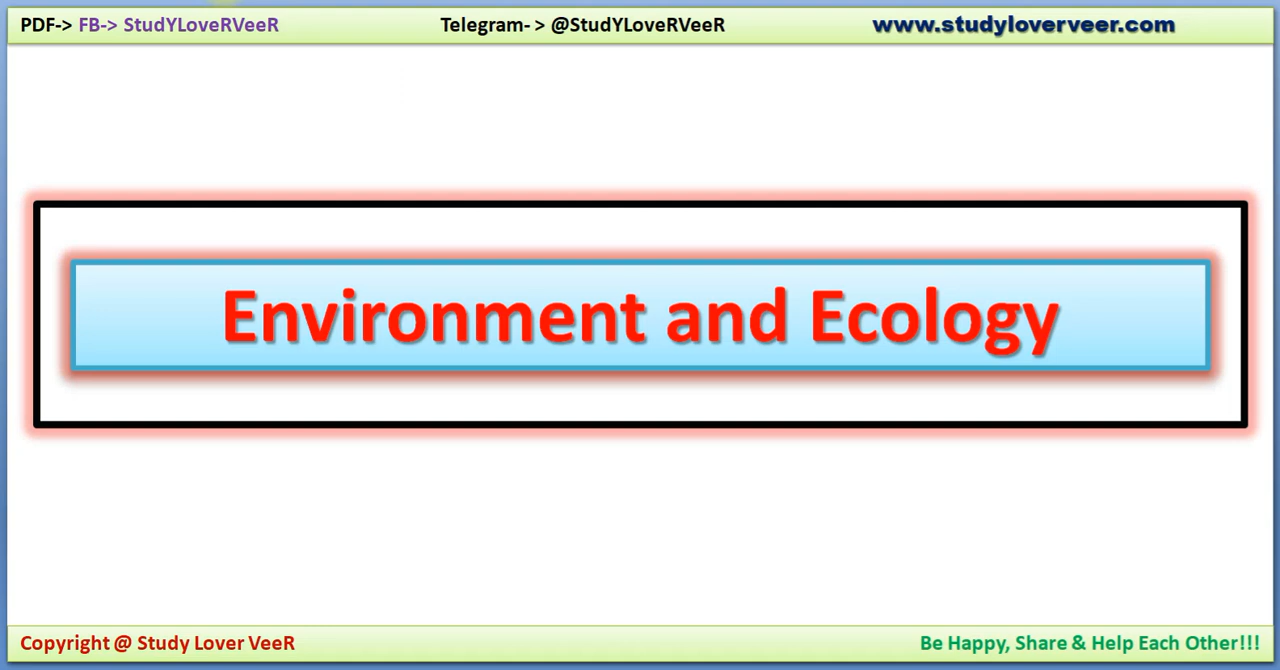 PDF-> FB-> StudYLoveRVeeR Telegram- > @StudYLoveRVeeR www.studyloverveer.com
Environment and Ecology
Copyright @ Study Lover VeeR Be Happy, Share & Help Each Other!!!